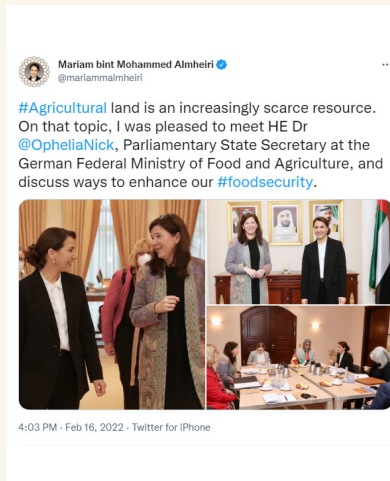 Mariam bint Mohammed Almheiri
@mariammalmheiri
#Agricultural land is an increasingly scarce resource.
On that topic, I was pleased to meet HE Dr
@OpheliaNick, Parliamentary State Secretary at the
German Federal Ministry of Food and Agriculture, and
discuss ways to enhance our #foodsecurity.
4:03 PM · Feb 16, 2022 · Twitter for iPhone